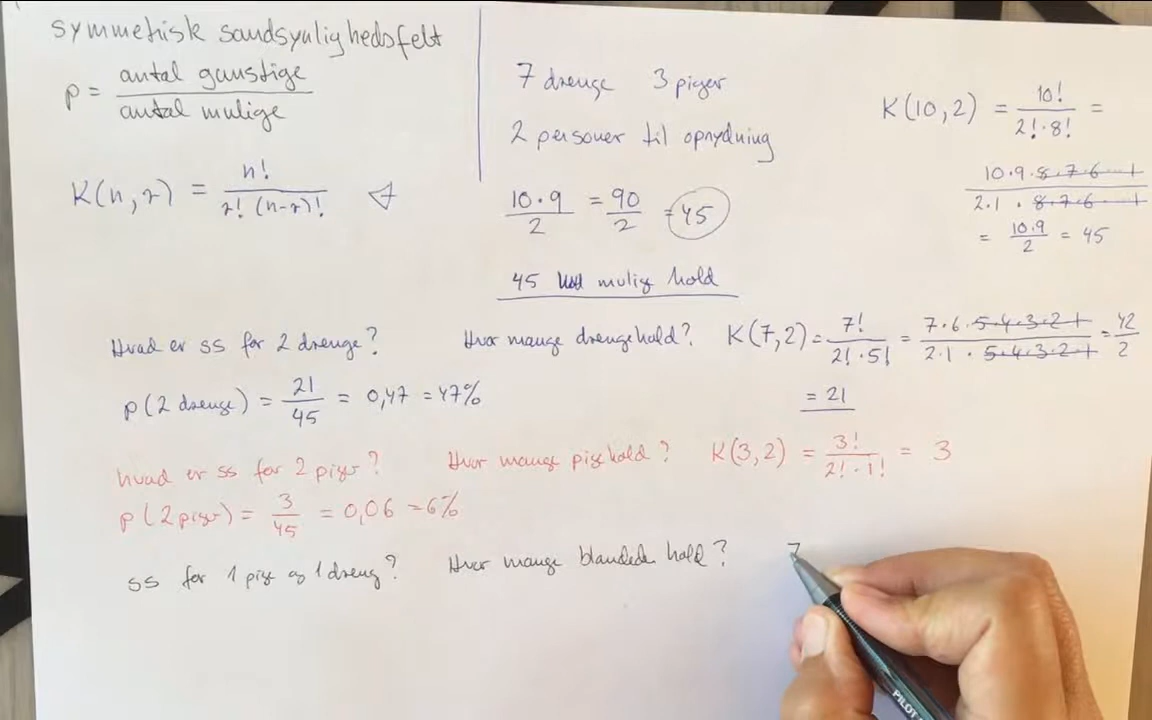 symmetrisk sandsynlighedsfelt
p = antal gunstige / antal mulige
K(n,r) = n! / r! (n-r)!
7 drenge 3 piger
2 personer til oprydning
10·9 / 2 = 90 / 2 = 45
45 mulig hold
K(10,2) = 10! / 2!·8! =
10·9·8·7·6 ··· 1 / 2·1 · 8·7·6 ··· 1
= 10·9 / 2 = 45
Hvad er ss for 2 drenge? Hvor mange drengehold? K(7,2) = 7! / 2!·5! = 7·6·5·4·3·2·1 / 2·1 · 5·4·3·2·1 = 42 / 2
= 21
p(2 drenge) = 21 / 45 = 0,47 = 47%
hvad er ss for 2 piger? Hvor mange pigehold? K(3,2) = 3! / 2!·1! = 3
p(2 piger) = 3 / 45 = 0,06 = 6%
ss for 1 pige og 1 dreng? Hvor mange blandede hold? 7
PILOT